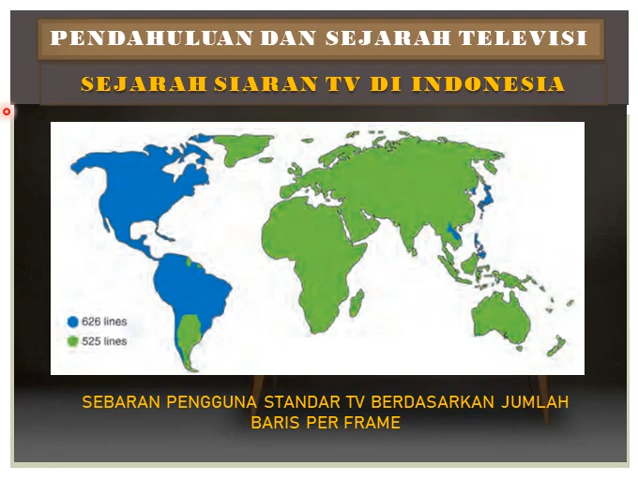 PENDAHULUAN DAN SEJARAH TELEVISI
SEJARAH SIARAN TV DI INDONESIA
626 lines
525 lines
SEBARAN PENGGUNA STANDAR TV BERDASARKAN JUMLAH
BARIS PER FRAME